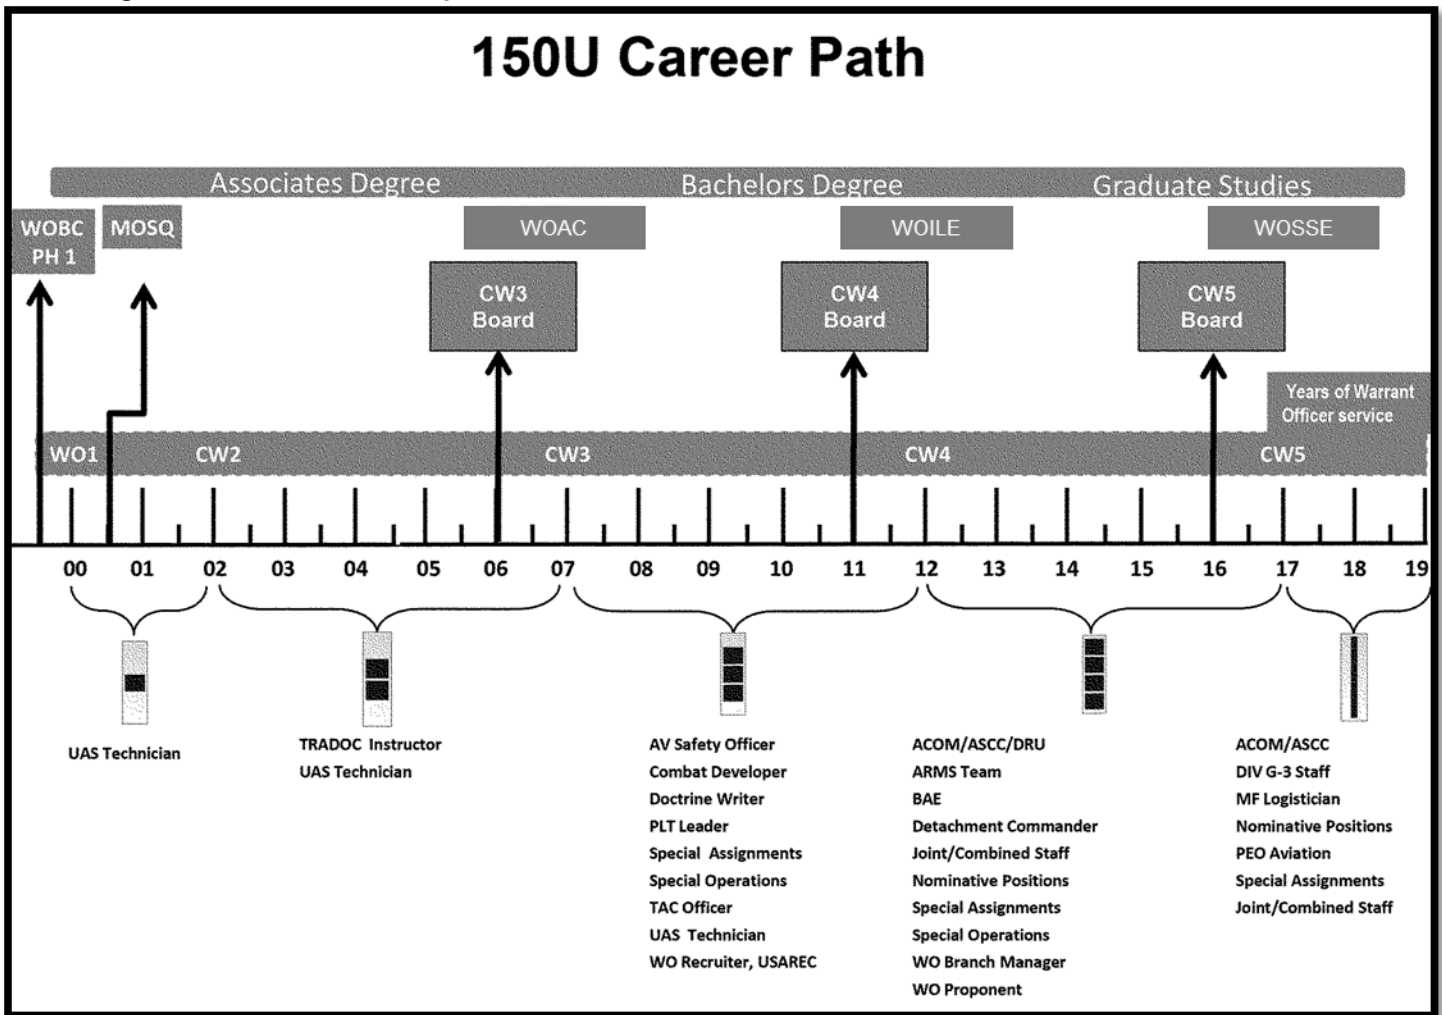 150U Career Path
Associates Degree Bachelors Degree Graduate Studies
WOBC
PH 1
MOSQ
WOAC
WOILE
WOSSE
CW3
Board
CW4
Board
CW5
Board
Years of Warrant
Officer service
WO1 CW2 CW3 CW4 CW5
00 01 02 03 04 05 06 07 08 09 10 11 12 13 14 15 16 17 18 19
UAS Technician
TRADOC Instructor
UAS Technician
AV Safety Officer
Combat Developer
Doctrine Writer
PLT Leader
Special Assignments
Special Operations
TAC Officer
UAS Technician
WO Recruiter, USAREC
ACOM/ASCC/DRU
ARMS Team
BAE
Detachment Commander
Joint/Combined Staff
Nominative Positions
Special Assignments
Special Operations
WO Branch Manager
WO Proponent
ACOM/ASCC
DIV G-3 Staff
MF Logistician
Nominative Positions
PEO Aviation
Special Assignments
Joint/Combined Staff